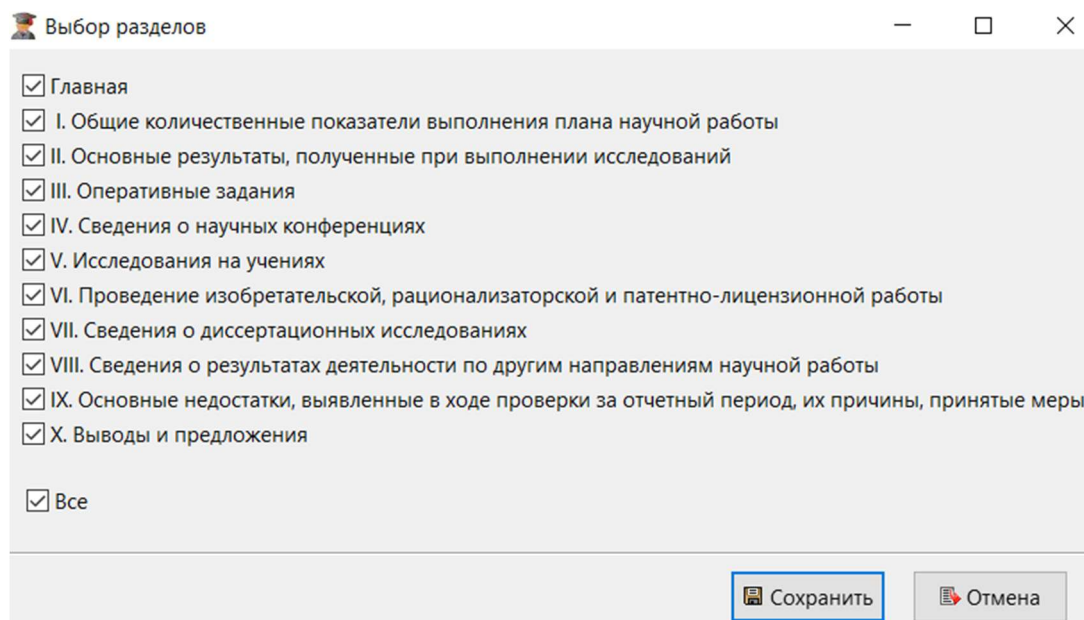 Выбор разделов
Главная
I. Общие количественные показатели выполнения плана научной работы
II. Основные результаты, полученные при выполнении исследований
III. Оперативные задания
IV. Сведения о научных конференциях
V. Исследования на учениях
VI. Проведение изобретательской, рационализаторской и патентно-лицензионной работы
VII. Сведения о диссертационных исследованиях
VIII. Сведения о результатах деятельности по другим направлениям научной работы
IX. Основные недостатки, выявленные в ходе проверки за отчетный период, их причины, принятые меры
X. Выводы и предложения
Все
Сохранить Отмена